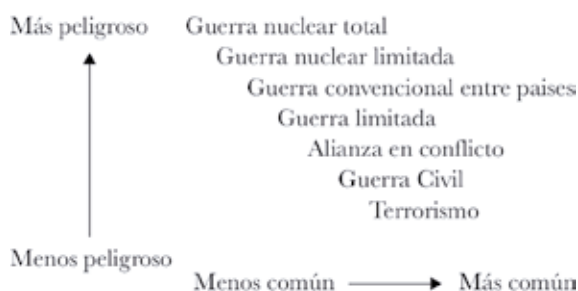 Más peligroso Guerra nuclear total
Guerra nuclear limitada
Guerra convencional entre paises
Guerra limitada
Alianza en conflicto
Guerra Civil
Terrorismo
Menos peligroso
Menos común Más común